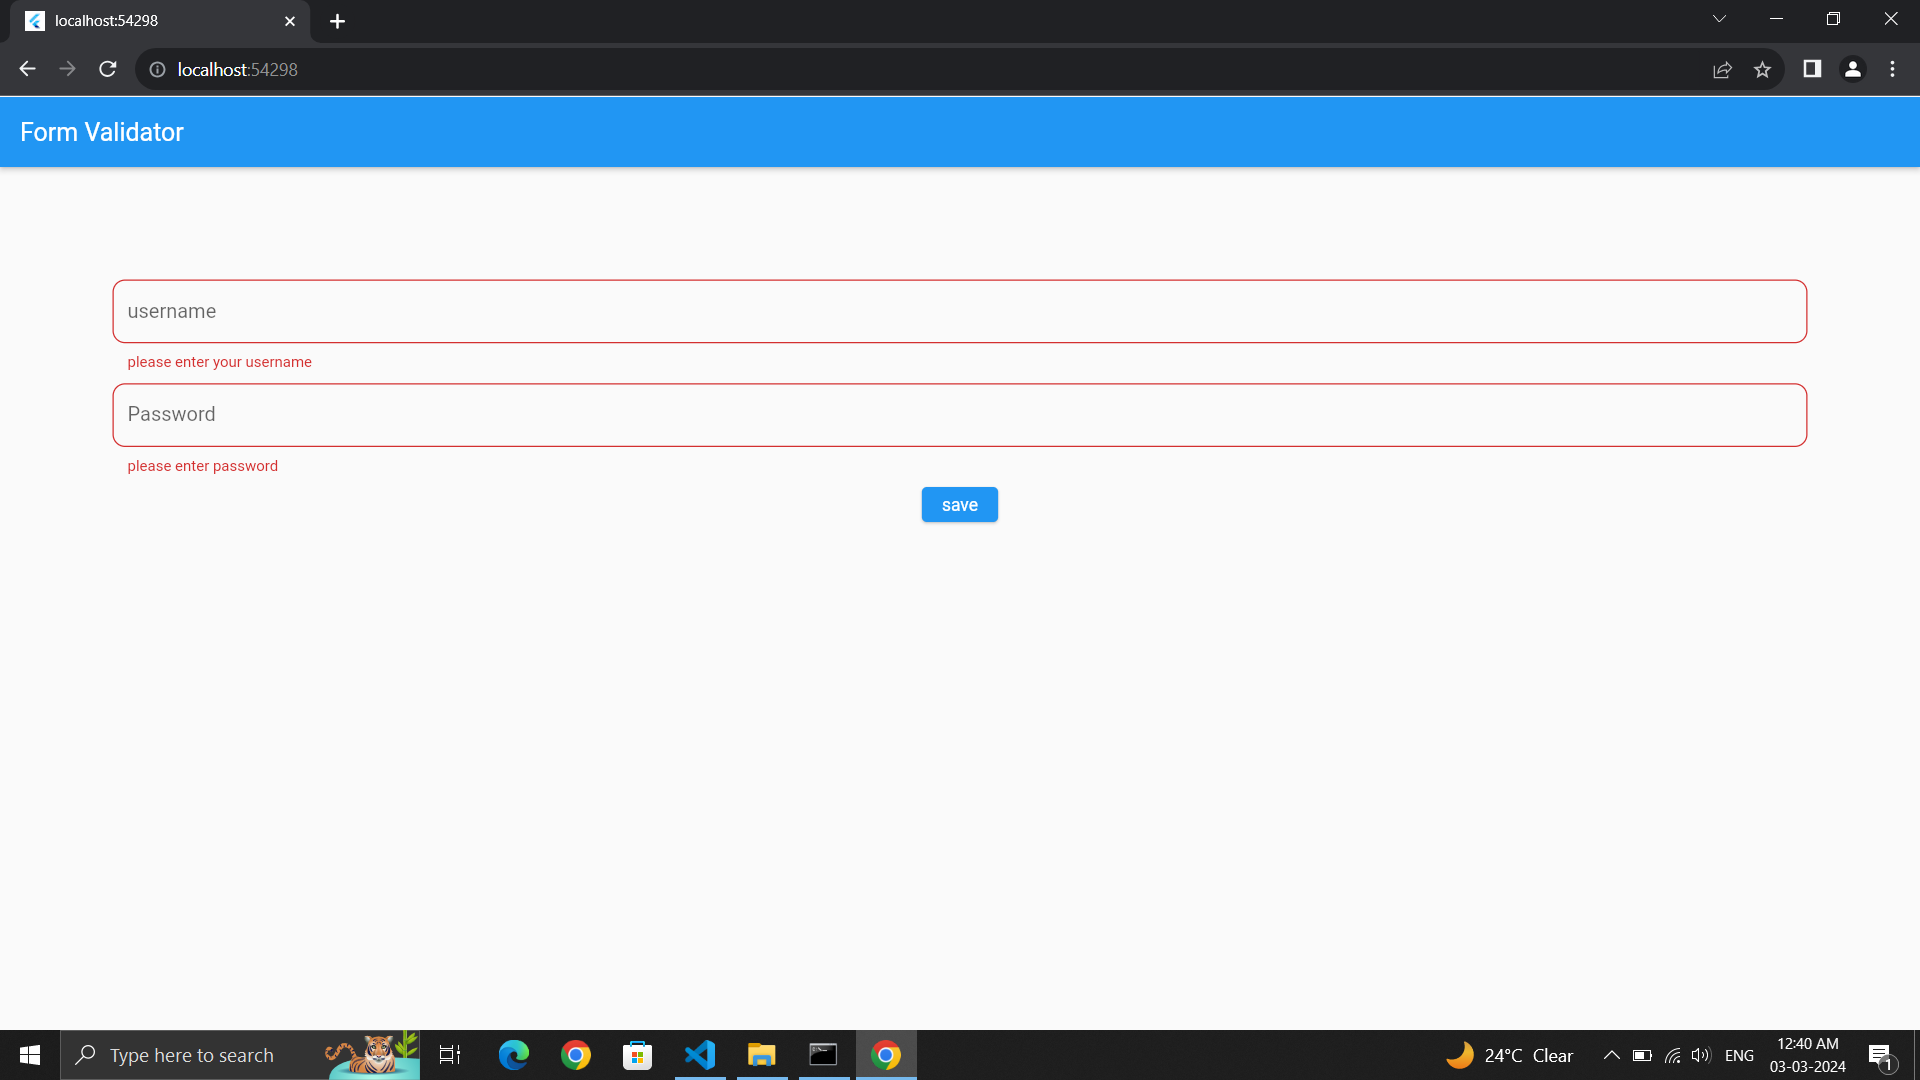 localhost:54298
localhost:54298
Form Validator
username
please enter your username
Password
please enter password
save
Type here to search
24°C Clear
ENG
12:40 AM
03-03-2024
1